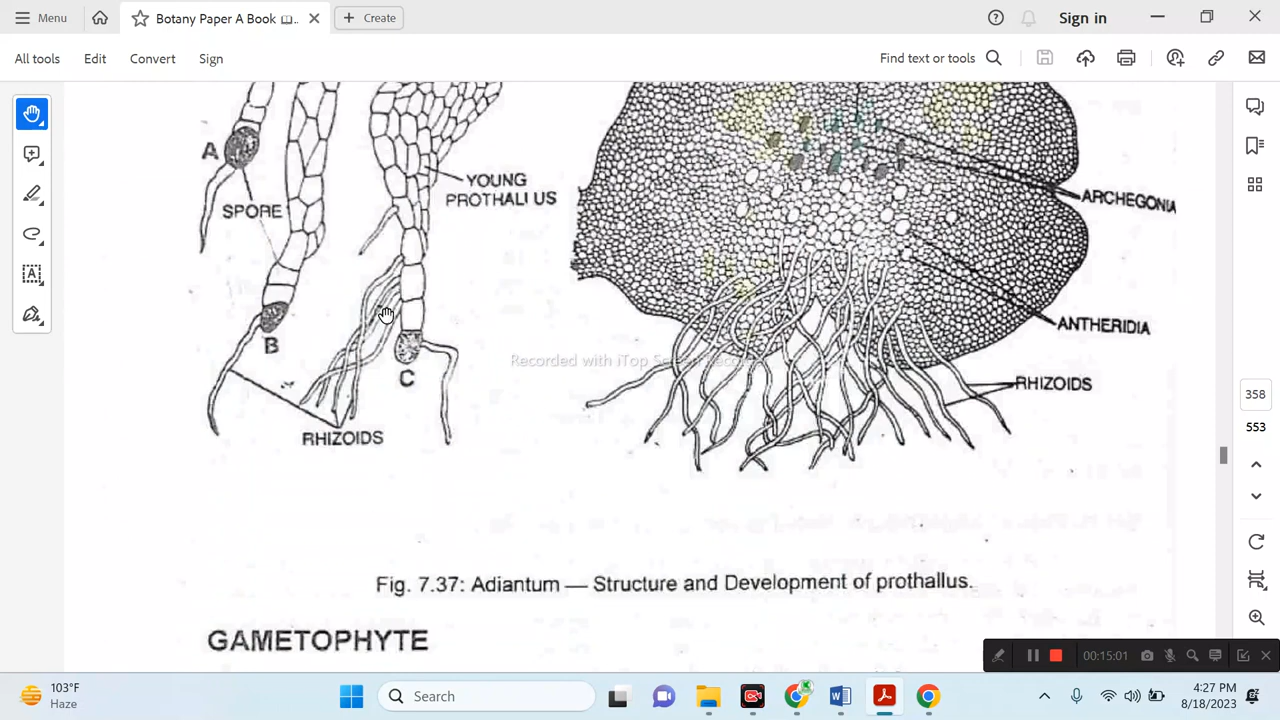 Menu
Botany Paper A Book ...
Create
Sign in
All tools
Edit
Convert
Sign
Find text or tools
A
SPORE
B
YOUNG
PROTHALI US
C
RHIZOIDS
ARCHEGONIA
ANTHERIDIA
RHIZOIDS
Recorded with iTop Screen Recorder
Fig. 7.37: Adiantum — Structure and Development of prothallus.
GAMETOPHYTE
358
553
00:15:01
103°F
Haze
Search
4:27 PM
8/18/2023